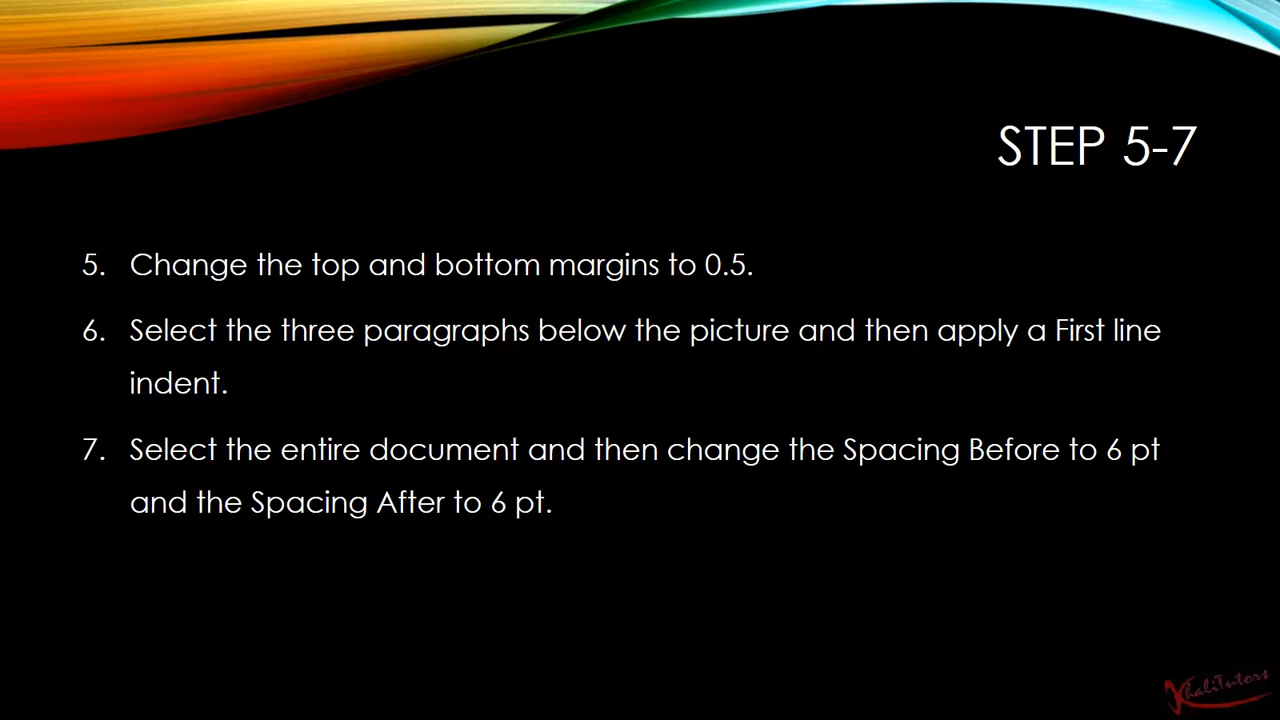 STEP 5-7
5. Change the top and bottom margins to 0.5.
6. Select the three paragraphs below the picture and then apply a First line
indent.
7. Select the entire document and then change the Spacing Before to 6 pt
and the Spacing After to 6 pt.
KhaliTutors